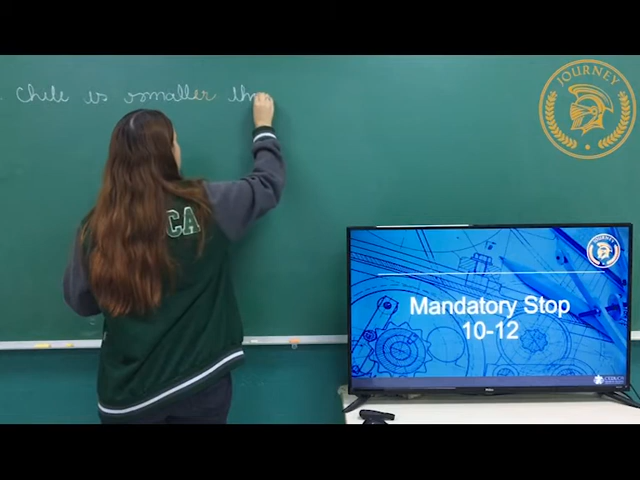 Chile is smaller
JOURNEY
CA
Mandatory Stop
10-12